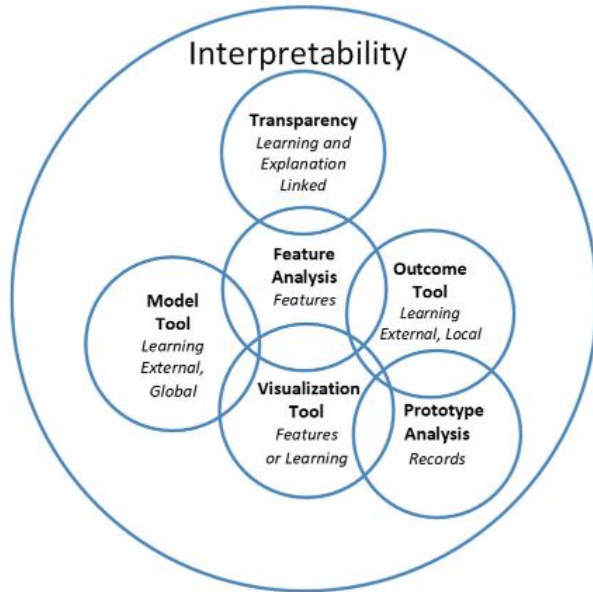 Interpretability
Transparency
Learning and
Explanation
Linked
Feature
Analysis
Features
Outcome
Tool
Learning
External, Local
Model
Tool
Learning
External,
Global
Visualization
Tool
Features
or Learning
Prototype
Analysis
Records